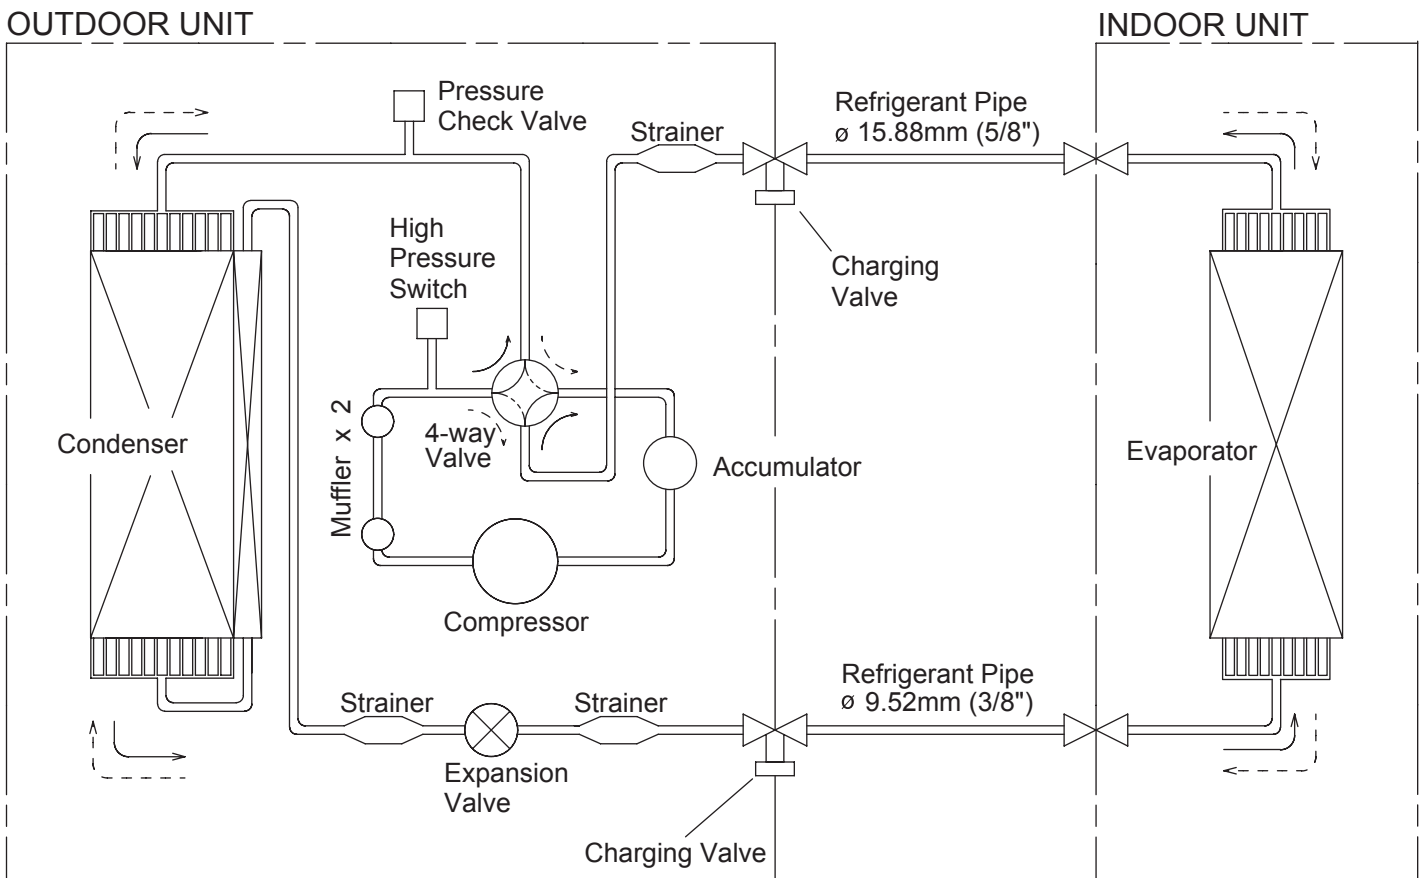 OUTDOOR UNIT
INDOOR UNIT
Pressure
Check Valve
Strainer
Refrigerant Pipe
ø 15.88mm (5/8")
High
Pressure
Switch
Charging
Valve
Muffler x 2
4-way
Valve
Condenser
Accumulator
Evaporator
Compressor
Strainer
Strainer
Refrigerant Pipe
ø 9.52mm (3/8")
Expansion
Valve
Charging Valve